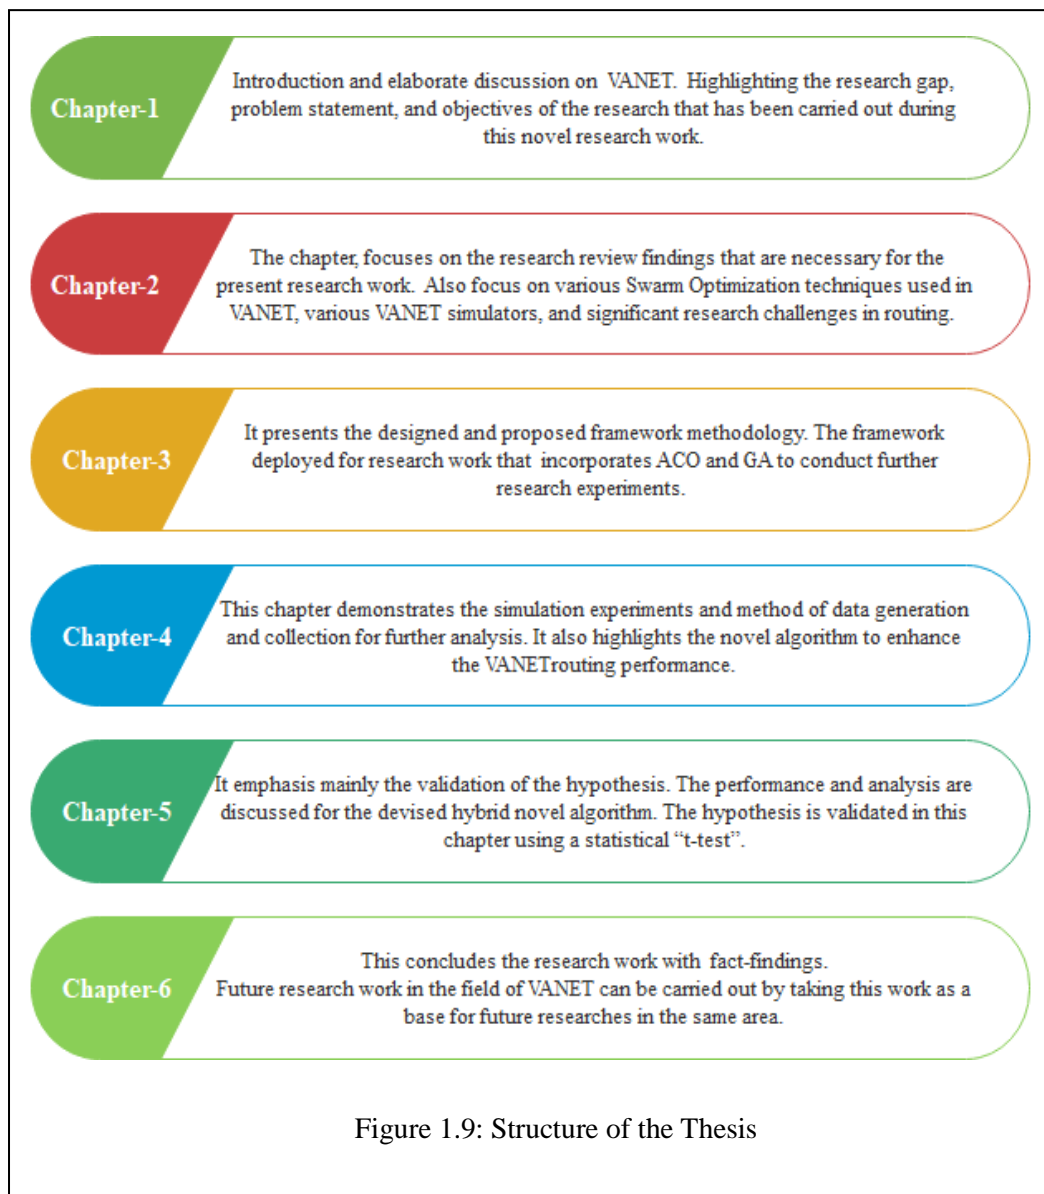 Chapter-1
Introduction and elaborate discussion on VANET. Highlighting the research gap,
problem statement, and objectives of the research that has been carried out during
this novel research work.
Chapter-2
The chapter, focuses on the research review findings that are necessary for the
present research work. Also focus on various Swarm Optimization techniques used in
VANET, various VANET simulators, and significant research challenges in routing.
Chapter-3
It presents the designed and proposed framework methodology. The framework
deployed for research work that incorporates ACO and GA to conduct further
research experiments.
Chapter-4
This chapter demonstrates the simulation experiments and method of data generation
and collection for further analysis. It also highlights the novel algorithm to enhance
the VANETrouting performance.
Chapter-5
It emphasis mainly the validation of the hypothesis. The performance and analysis are
discussed for the devised hybrid novel algorithm. The hypothesis is validated in this
chapter using a statistical “t-test”.
Chapter-6
This concludes the research work with fact-findings.
Future research work in the field of VANET can be carried out by taking this work as a
base for future researches in the same area.
Figure 1.9: Structure of the Thesis